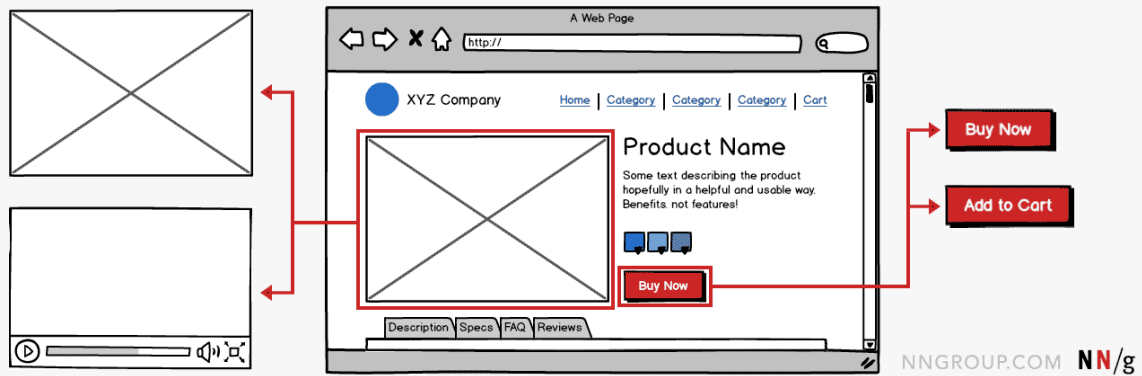 A Web Page
http://
XYZ Company
Home | Category | Category | Category | Cart
Product Name
Some text describing the product
hopefully in a helpful and usable way.
Benefits. not features!
Buy Now
Description
Specs
FAQ
Reviews
Buy Now
Add to Cart
NNGROUP.COM NN/g